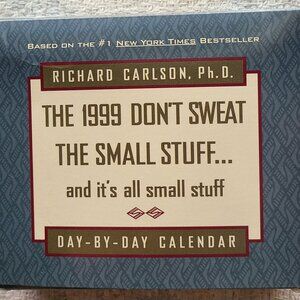 BASED ON THE #1 NEW YORK TIMES BESTSELLER
RICHARD CARLSON, Ph.D.
THE 1999 DON'T SWEAT
THE SMALL STUFF...
and it's all small stuff
DAY-BY-DAY CALENDAR